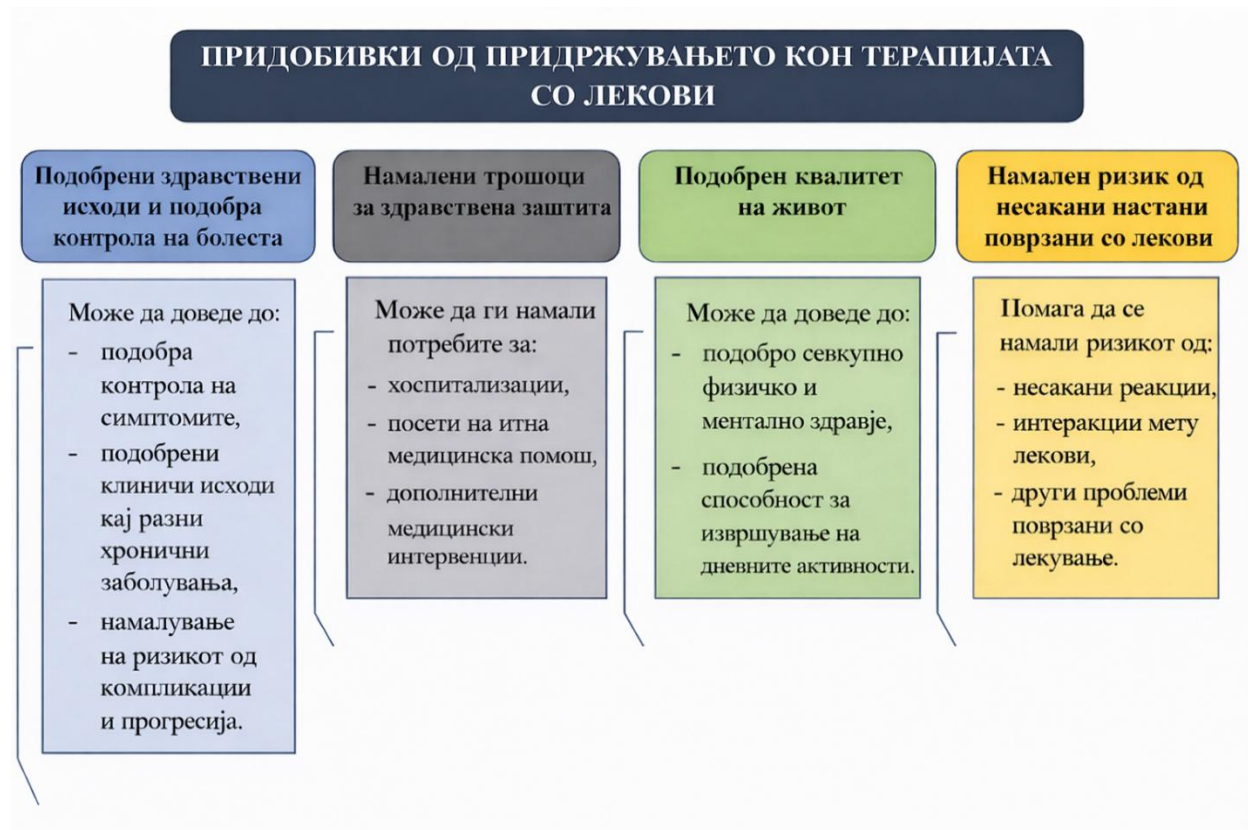 ПРИДОБИВКИ ОД ПРИДРЖУВАЊЕТО КОН ТЕРАПИЈАТА
СО ЛЕКОВИ
Подобрени здравствени
исходи и подобра
контрола на болеста
Може да доведе до:
- подобра
контрола на
симптомите,
- подобрени
клиничи исходи
кај разни
хронични
заболувања,
- намалување
на ризикот од
компликации
и прогресија.
Намалени трошоци
за здравствена заштита
Може да ги намали
потребите за:
- хоспитализации,
- посети на итна
медицинска помош,
- дополнителни
медицински
интервенции.
Подобрен квалитет
на живот
Може да доведе до:
- подобро севкупно
физичко и
ментално здравје,
- подобрена
способност за
извршување на
дневните активности.
Намален ризик од
несакани настани
поврзани со лекови
Помага да се
намали ризикот од:
- несакани реакции,
- интеракции мету
лекови,
- други проблеми
поврзани со
лекување.